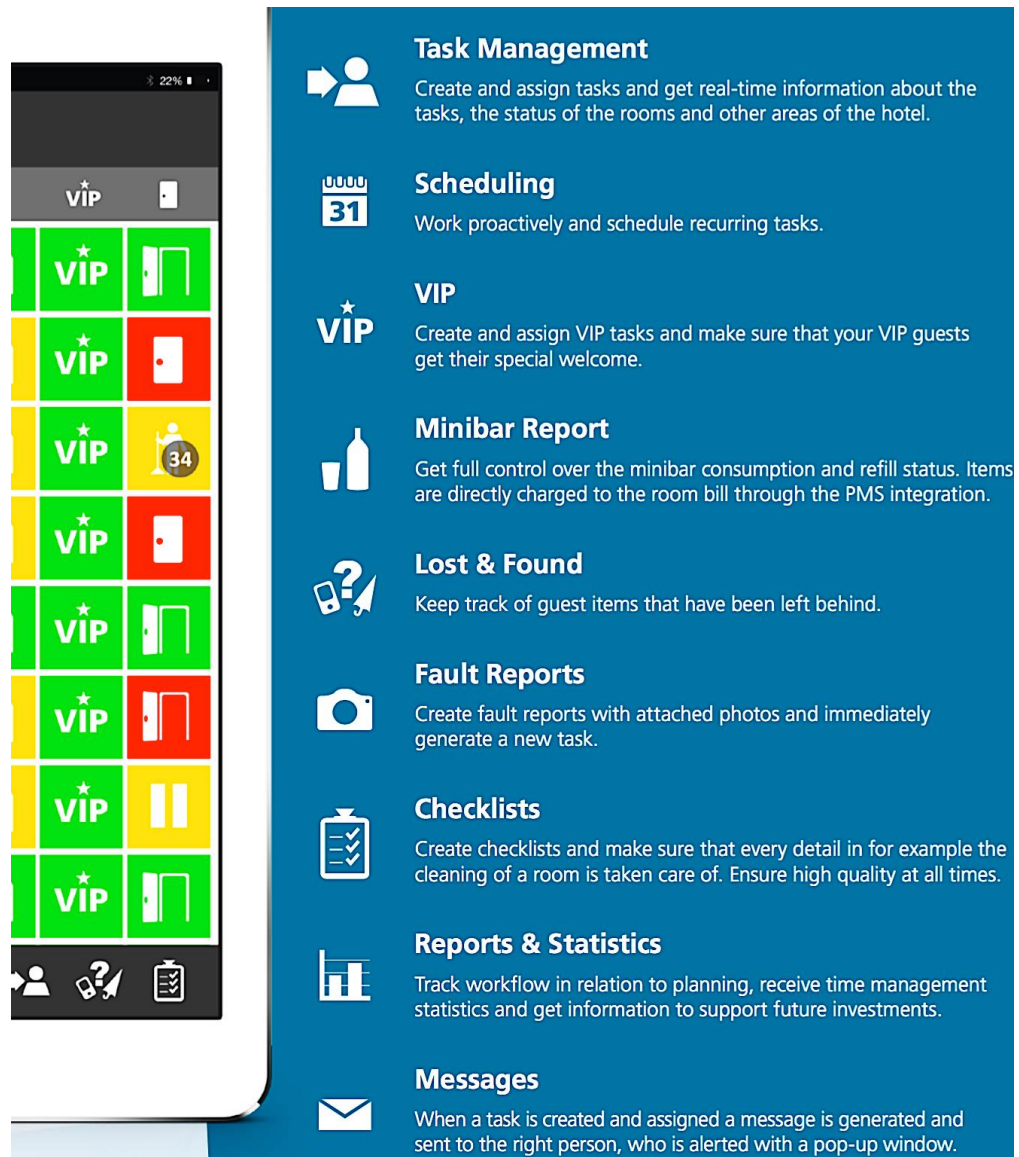 22%
VIP
VIP
VIP
VIP
34
VIP
VIP
VIP
VIP
VIP
Task Management
Create and assign tasks and get real-time information about the
tasks, the status of the rooms and other areas of the hotel.
31
Scheduling
Work proactively and schedule recurring tasks.
VIP
VIP
Create and assign VIP tasks and make sure that your VIP guests
get their special welcome.
Minibar Report
Get full control over the minibar consumption and refill status. Items
are directly charged to the room bill through the PMS integration.
?
Lost & Found
Keep track of guest items that have been left behind.
Fault Reports
Create fault reports with attached photos and immediately
generate a new task.
Checklists
Create checklists and make sure that every detail in for example the
cleaning of a room is taken care of. Ensure high quality at all times.
Reports & Statistics
Track workflow in relation to planning, receive time management
statistics and get information to support future investments.
Messages
When a task is created and assigned a message is generated and
sent to the right person, who is alerted with a pop-up window.